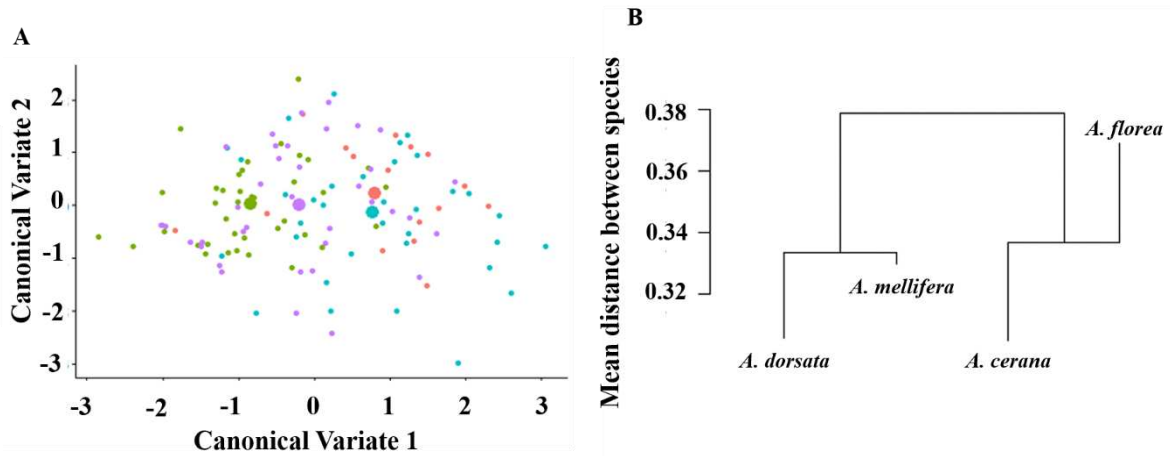 A
Canonical Variate 2
2
1
0
-1
-2
-3
-3
-2
-1
0
1
2
3
Canonical Variate 1
B
Mean distance between species
0.38
0.36
0.34
0.32
A. florea
A. mellifera
A. dorsata
A. cerana